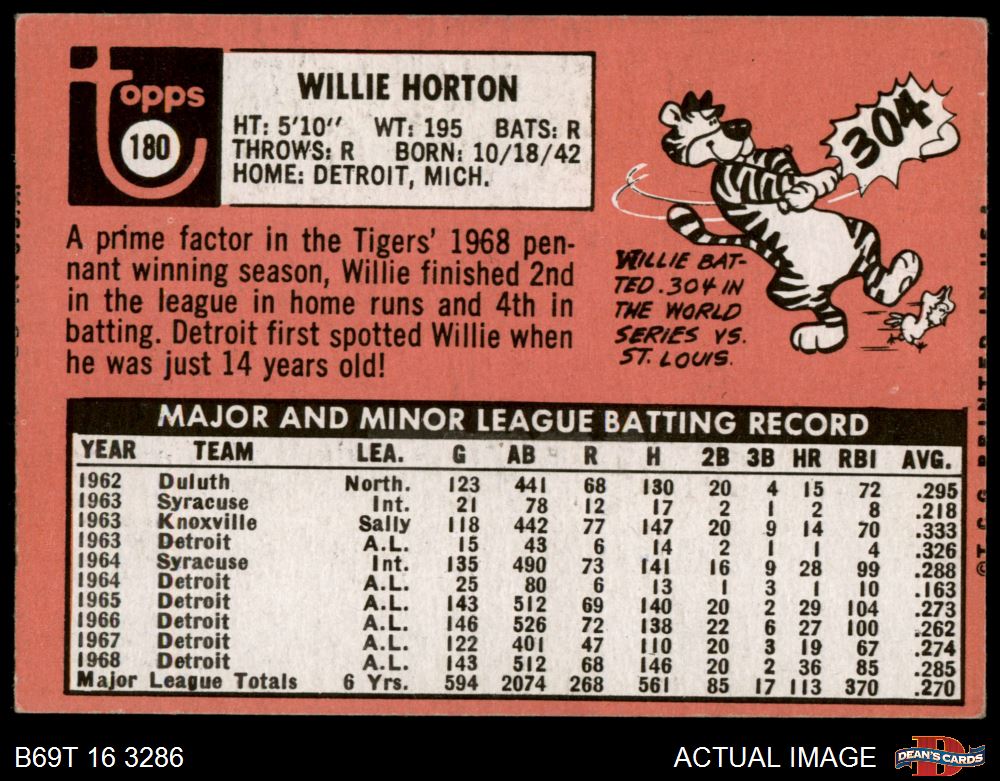 topps
180
WILLIE HORTON
HT: 5'10" WT: 195 BATS: R
THROWS: R BORN: 10/18/42
HOME: DETROIT, MICH.
A prime factor in the Tigers' 1968 pen-
nant winning season, Willie finished 2nd
in the league in home runs and 4th in
batting. Detroit first spotted Willie when
he was just 14 years old!
304
WILLIE BAT-
TED .304 IN
THE WORLD
SERIES VS.
ST. LOUIS.
MAJOR AND MINOR LEAGUE BATTING RECORD
YEAR TEAM LEA. G AB R H 2B 3B HR RBI AVG.
1962 Duluth North. 123 441 68 130 20 4 15 72 .295
1963 Syracuse Int. 21 78 12 17 2 1 2 8 .218
1963 Knoxville Sally 118 442 77 147 20 9 14 70 .333
1963 Detroit A.L. 15 43 6 14 2 1 1 4 .326
1964 Syracuse Int. 135 490 73 141 16 9 28 99 .288
1964 Detroit A.L. 25 80 6 13 1 3 1 10 .163
1965 Detroit A.L. 143 512 69 140 20 2 29 104 .273
1966 Detroit A.L. 146 526 72 138 22 6 27 100 .262
1967 Detroit A.L. 122 401 47 110 20 3 19 67 .274
1968 Detroit A.L. 143 512 68 146 20 2 36 85 .285
Major League Totals 6 Yrs. 594 2074 268 561 85 17 113 370 .270
B69T 16 3286
ACTUAL IMAGE
DEAN'S CARDS